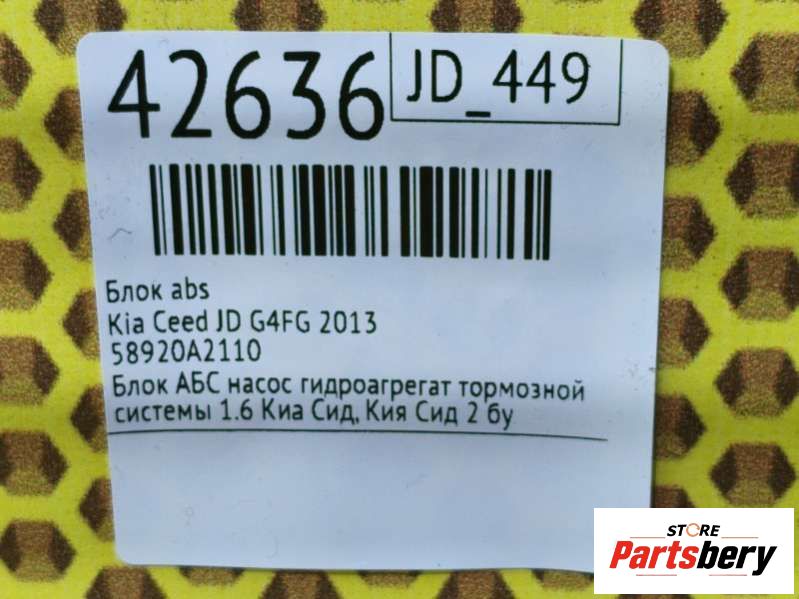 42636
JD_449
Блок abs
Kia Ceed JD G4FG 2013
58920A2110
Блок АБС насос гидроагрегат тормозной
системы 1.6 Киа Сид, Кия Сид 2 бу
STORE
Partsbery